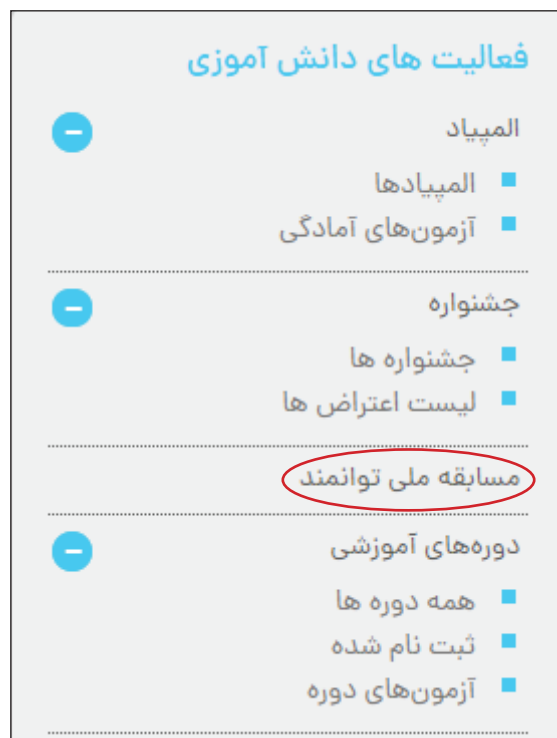 فعالیت های دانش آموزی
المپیاد
المپیادها
آزمون‌های آمادگی
جشنواره
جشنواره ها
لیست اعتراض ها
مسابقه ملی توانمند
دوره‌های آموزشی
همه دوره ها
ثبت نام شده
آزمون‌های دوره